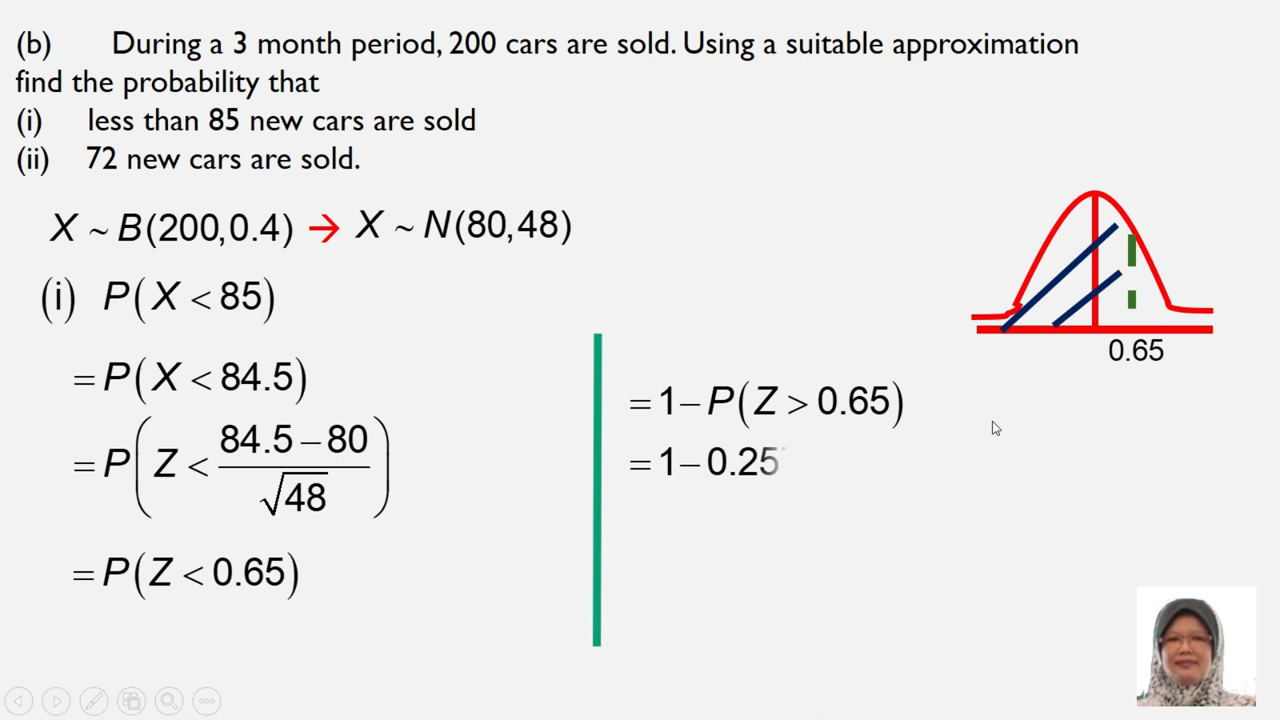 (b) During a 3 month period, 200 cars are sold. Using a suitable approximation
find the probability that
(i) less than 85 new cars are sold
(ii) 72 new cars are sold.
X ~ B(200,0.4) → X ~ N(80,48)
(i) P(X < 85)
= P(X < 84.5)
= P(Z < (84.5 − 80)/√48)
= P(Z < 0.65)
= 1 − P(Z > 0.65)
= 1 − 0.25
0.65